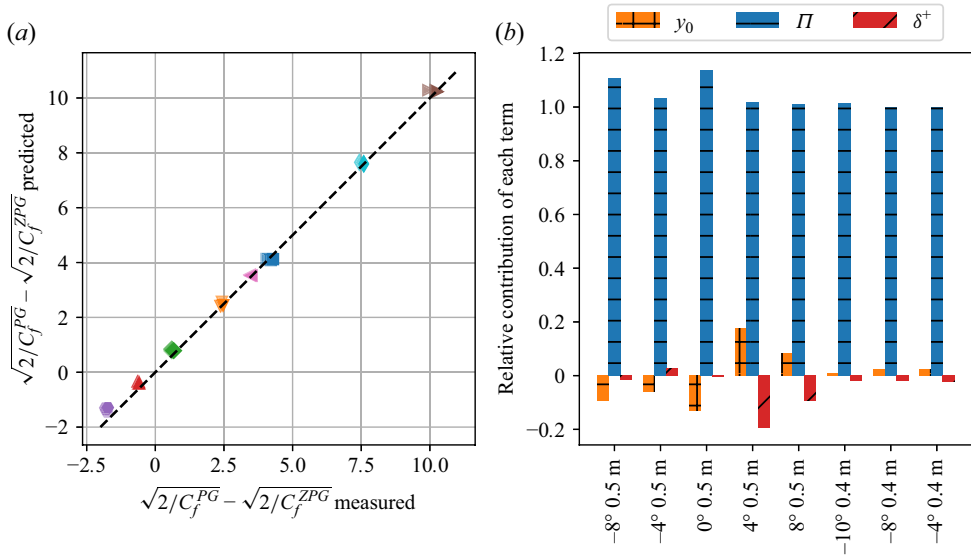 (a)
10
8
6
4
2
0
−2
−2.5 0 2.5 5.0 7.5 10.0
√2/C_f^PG − √2/C_f^ZPG predicted
√2/C_f^PG − √2/C_f^ZPG measured
(b)
y₀ Π δ⁺
1.2
1.0
0.8
0.6
0.4
0.2
0
−0.2
Relative contribution of each term
−8° 0.5 m
−4° 0.5 m
0° 0.5 m
4° 0.5 m
8° 0.5 m
−10° 0.4 m
−8° 0.4 m
−4° 0.4 m